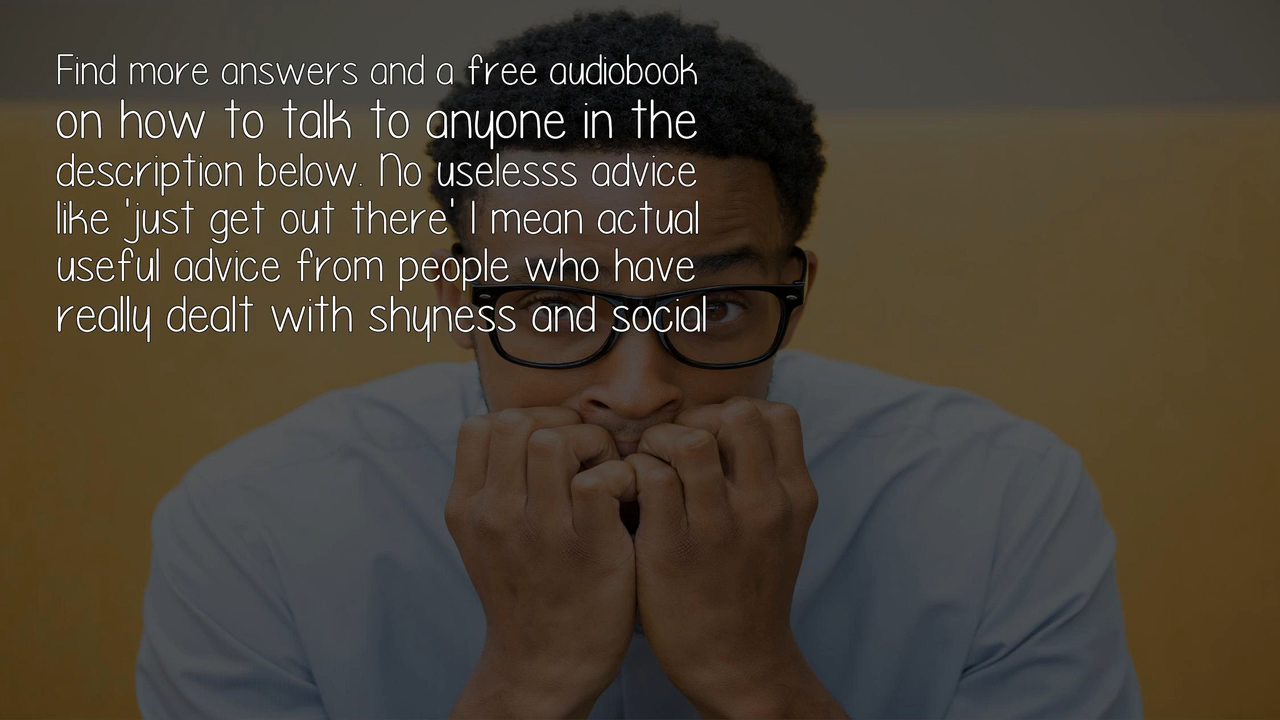 Find more answers and a free audiobook
on how to talk to anyone in the
description below. No uselesss advice
like 'just get out there' I mean actual
useful advice from people who have
really dealt with shyness and social